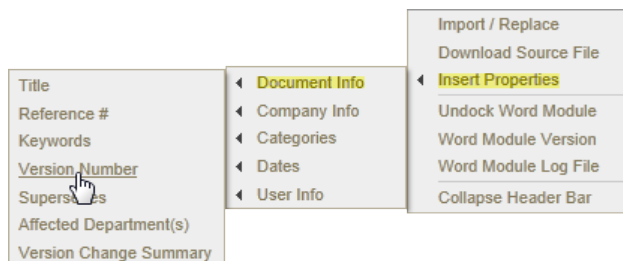 Import / Replace
Download Source File
Insert Properties
Undock Word Module
Word Module Version
Word Module Log File
Collapse Header Bar
Document Info
Company Info
Categories
Dates
User Info
Title
Reference #
Keywords
Version Number
Affected Department(s)
Version Change Summary